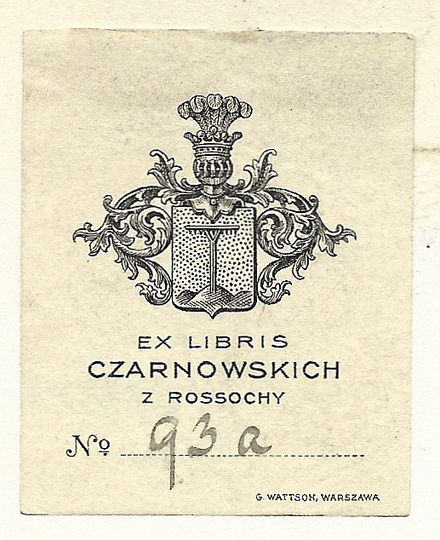 EX LIBRIS
CZARNOWSKICH
Z ROSSOCHY
No 93a
G. WATTSON, WARSZAWA